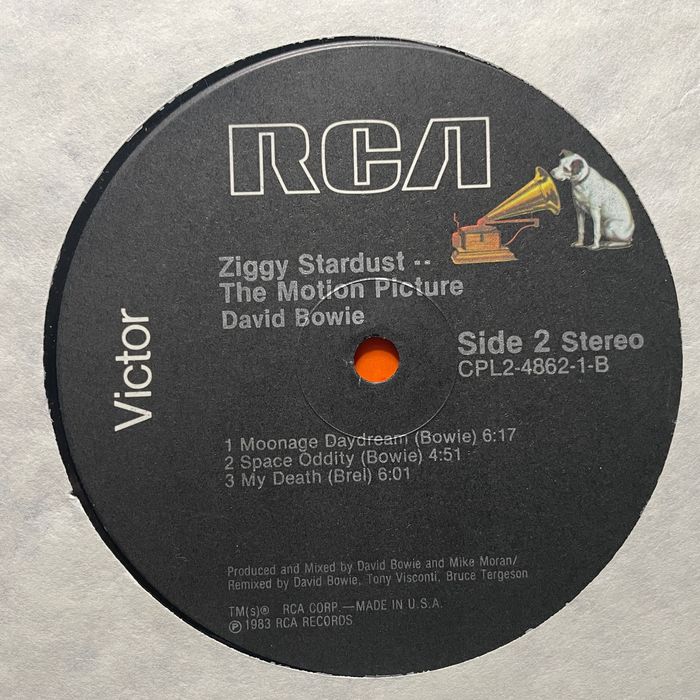 RCA
Ziggy Stardust --
The Motion Picture
David Bowie
Victor
Side 2 Stereo
CPL2-4862-1-B
1 Moonage Daydream (Bowie) 6:17
2 Space Oddity (Bowie) 4:51
3 My Death (Brel) 6:01
Produced and Mixed by David Bowie and Mike Moran/
Remixed by David Bowie, Tony Visconti, Bruce Tergeson
TM(s)® RCA CORP.—MADE IN U.S.A.
℗ 1983 RCA RECORDS